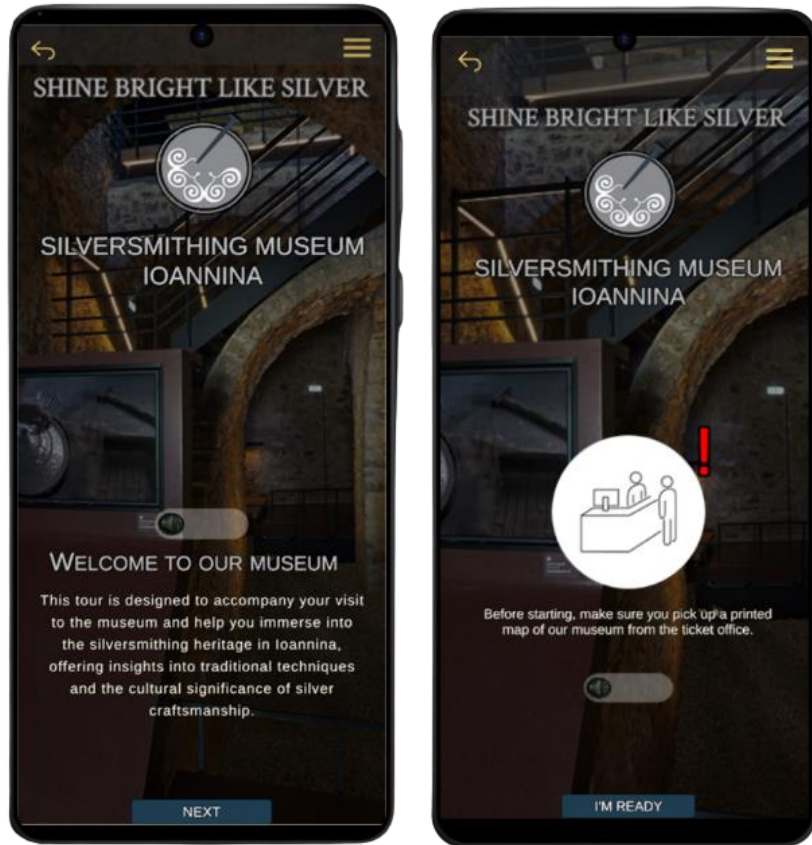 SHINE BRIGHT LIKE SILVER
SILVERSMITHING MUSEUM
IOANNINA
WELCOME TO OUR MUSEUM
This tour is designed to accompany your visit
to the museum and help you immerse into
the silversmithing heritage in Ioannina,
offering insights into traditional techniques
and the cultural significance of silver
craftsmanship.
NEXT
SHINE BRIGHT LIKE SILVER
SILVERSMITHING MUSEUM
IOANNINA
!
Before starting, make sure you pick up a printed
map of our museum from the ticket office.
I'M READY